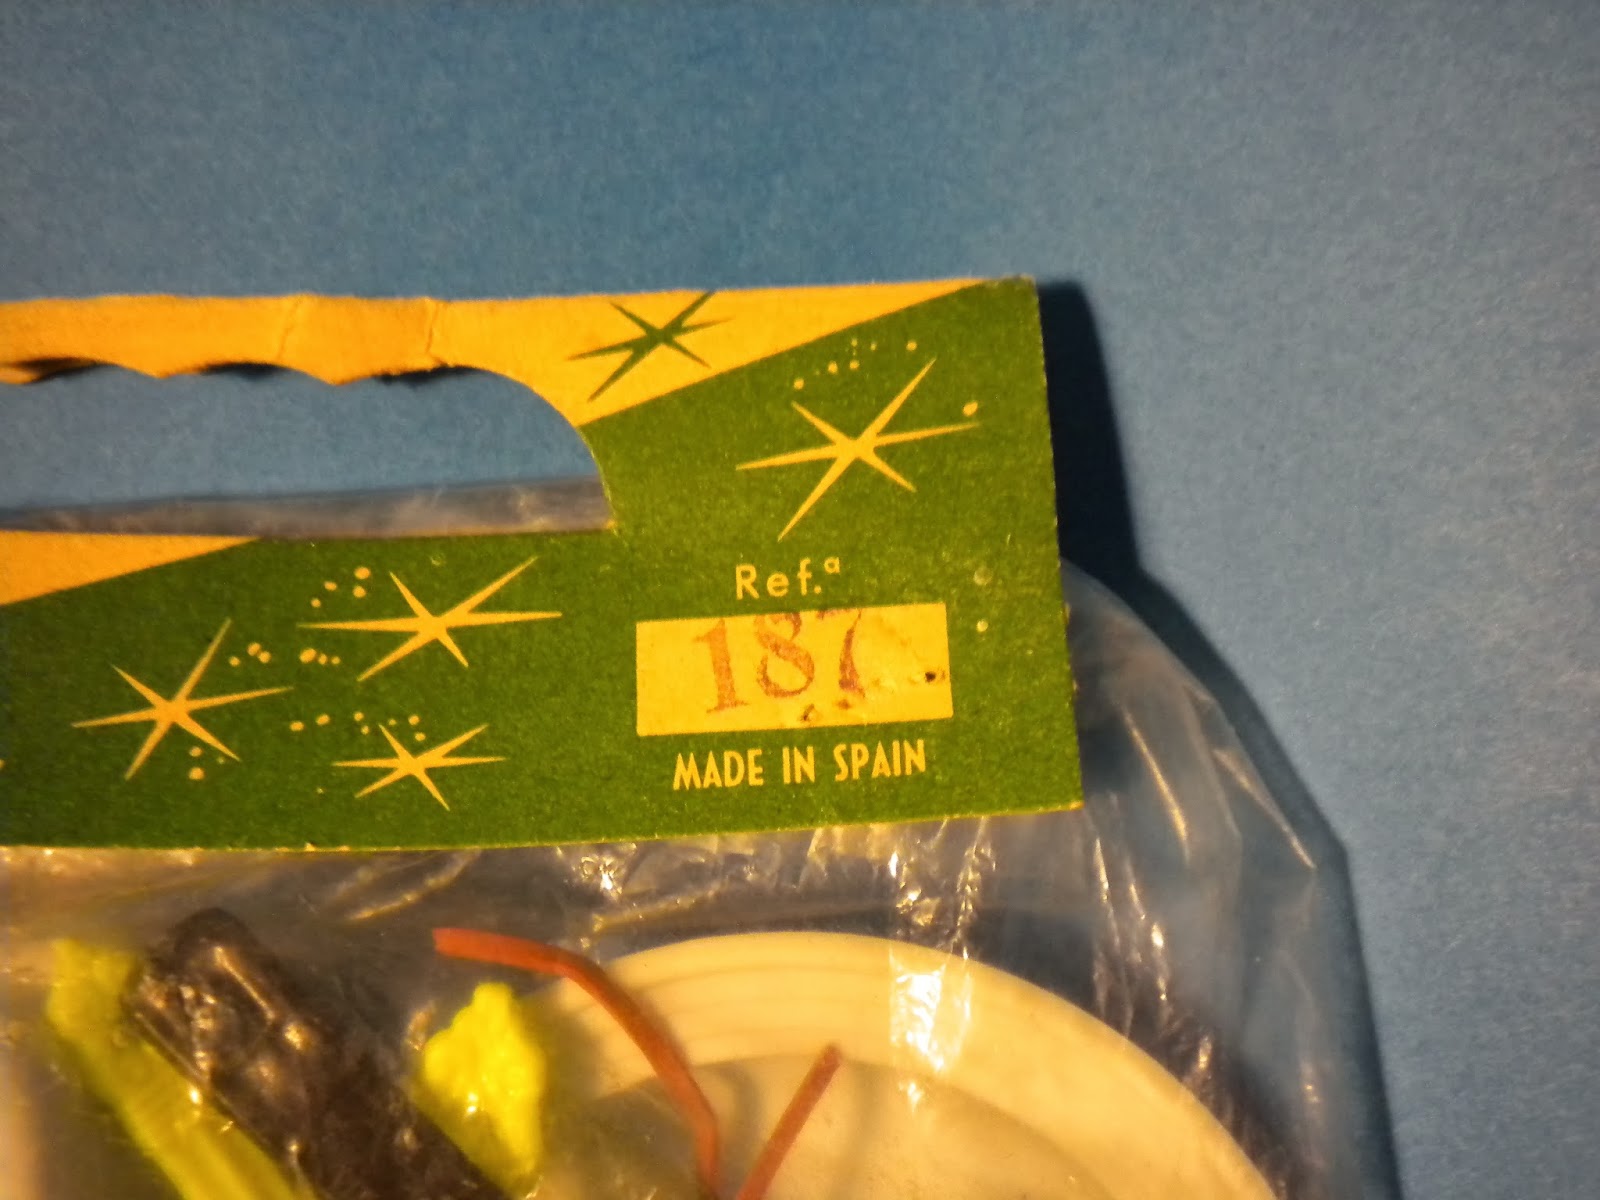 Ref.ª
187
MADE IN SPAIN